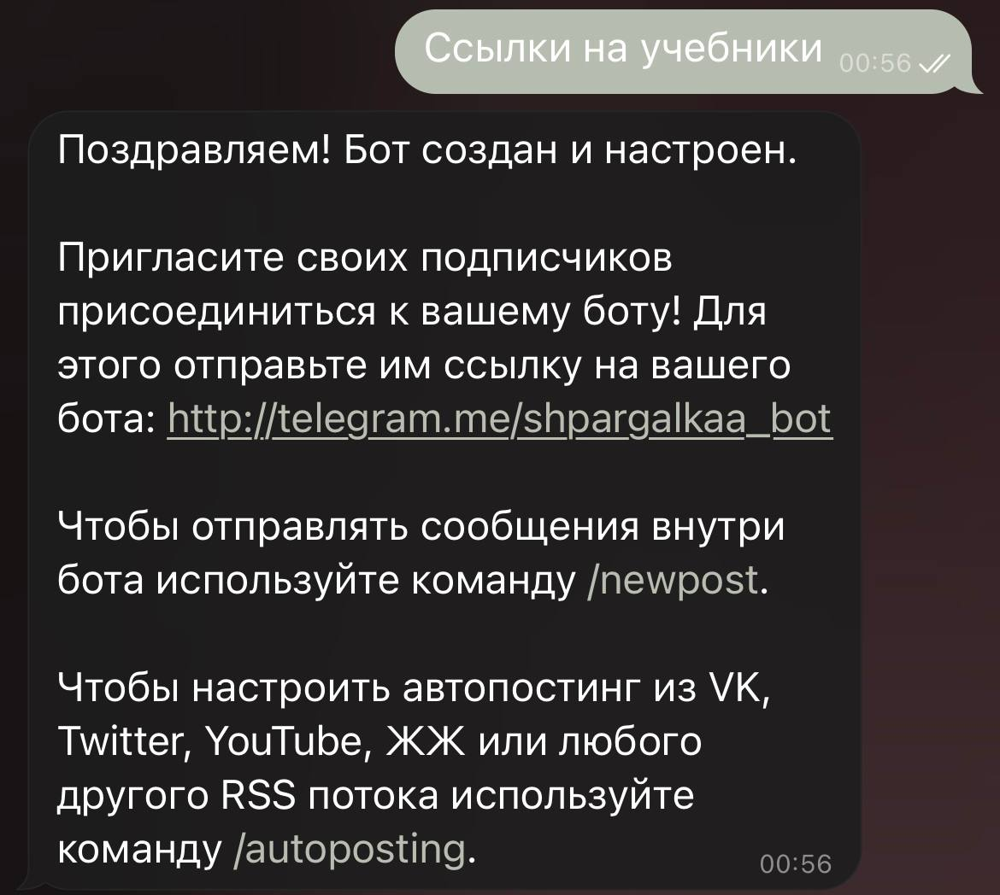 Ссылки на учебники 00:56
Поздравляем! Бот создан и настроен.
Пригласите своих подписчиков
присоединиться к вашему боту! Для
этого отправьте им ссылку на вашего
бота: http://telegram.me/shpargalkaa_bot
Чтобы отправлять сообщения внутри
бота используйте команду /newpost.
Чтобы настроить автопостинг из VK,
Twitter, YouTube, ЖЖ или любого
другого RSS потока используйте
команду /autoposting.
00:56